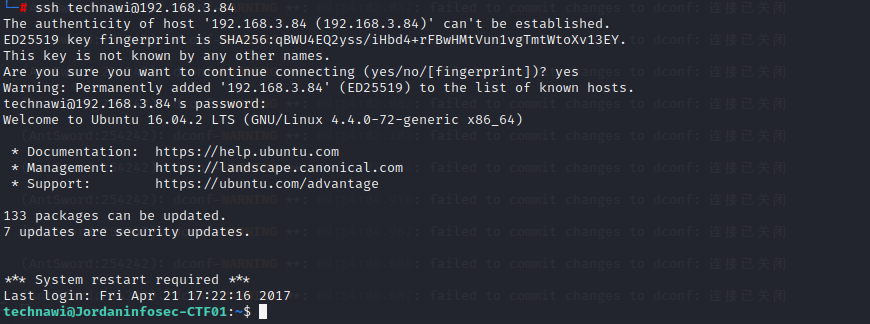 # ssh technawi@192.168.3.84
The authenticity of host '192.168.3.84 (192.168.3.84)' can't be established.
ED25519 key fingerprint is SHA256:qBWU4EQ2yss/iHbd4+rFBwHMtVun1vgTmtWtoXv13EY.
This key is not known by any other names.
Are you sure you want to continue connecting (yes/no/[fingerprint])? yes
Warning: Permanently added '192.168.3.84' (ED25519) to the list of known hosts.
technawi@192.168.3.84's password:
Welcome to Ubuntu 16.04.2 LTS (GNU/Linux 4.4.0-72-generic x86_64)
* Documentation: https://help.ubuntu.com
* Management: https://landscape.canonical.com
* Support: https://ubuntu.com/advantage
133 packages can be updated.
7 updates are security updates.
*** System restart required ***
Last login: Fri Apr 21 17:22:16 2017
technawi@Jordaninfosec-CTF01:~$